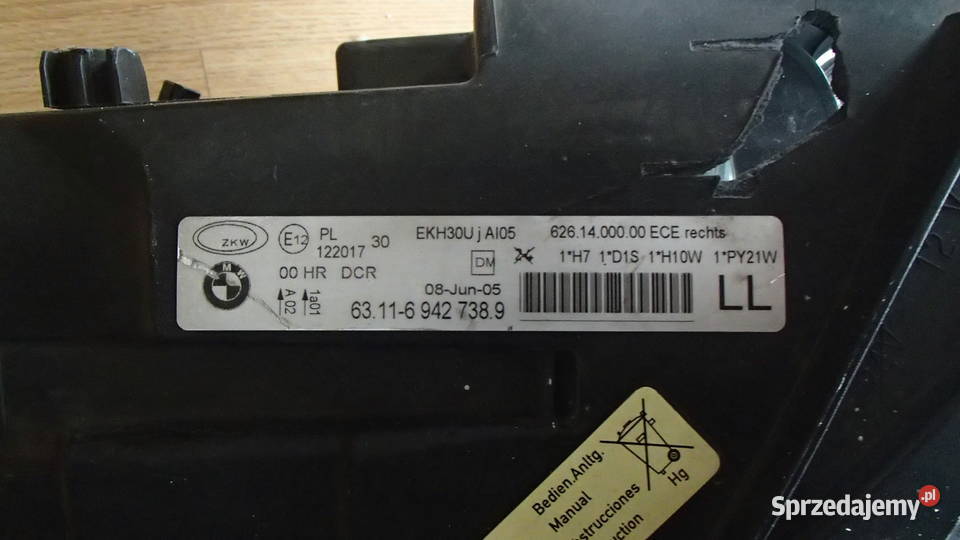 ZKW
E12
PL
122017 30
EKH30U j AI05
626.14.000.00 ECE rechts
DM
1*H7 1*D1S 1*H10W 1*PY21W
00 HR DCR
BMW
A 02
1a01
08-Jun-05
63.11-6 942 738.9
LL
Hg
Bedien.Anltg.
Manual
Sprzedajemy.pl